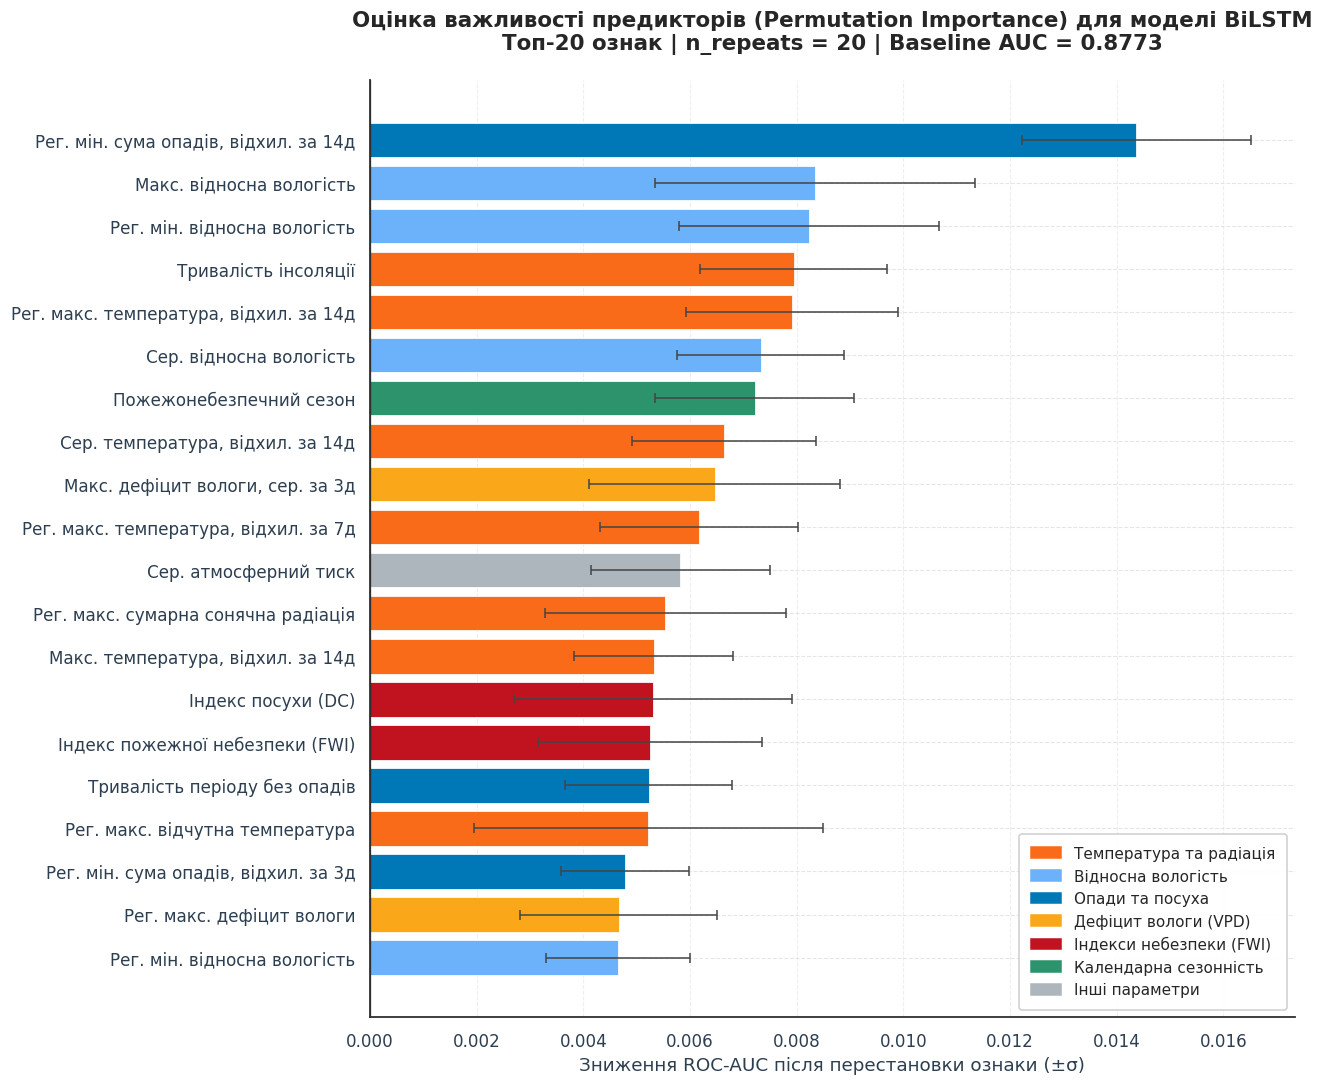 Оцінка важливості предикторів (Permutation Importance) для моделі BiLSTM
Топ-20 ознак | n_repeats = 20 | Baseline AUC = 0.8773
Рег. мін. сума опадів, відхил. за 14д
Макс. відносна вологість
Рег. мін. відносна вологість
Тривалість інсоляції
Рег. макс. температура, відхил. за 14д
Сер. відносна вологість
Пожежонебезпечний сезон
Сер. температура, відхил. за 14д
Макс. дефіцит вологи, сер. за 3д
Рег. макс. температура, відхил. за 7д
Сер. атмосферний тиск
Рег. макс. сумарна сонячна радіація
Макс. температура, відхил. за 14д
Індекс посухи (DC)
Індекс пожежної небезпеки (FWI)
Тривалість періоду без опадів
Рег. макс. відчутна температура
Рег. мін. сума опадів, відхил. за 3д
Рег. макс. дефіцит вологи
Рег. мін. відносна вологість
Температура та радіація
Відносна вологість
Опади та посуха
Дефіцит вологи (VPD)
Індекси небезпеки (FWI)
Календарна сезонність
Інші параметри
0.000 0.002 0.004 0.006 0.008 0.010 0.012 0.014 0.016
Зниження ROC-AUC після перестановки ознаки (±σ)